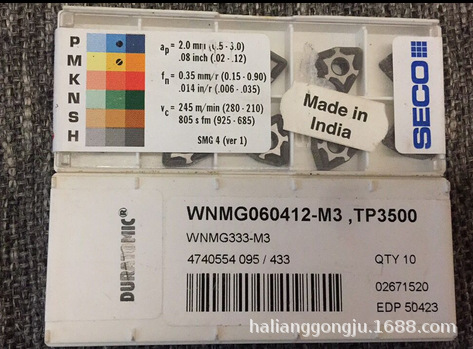 P
M
K
N
S
H
ap = 2.0 mm (.5 - 3.0)
.08 inch (.02 - .12)
fn = 0.35 mm/r (0.15 - 0.90)
.014 in/r (.006 - .035)
vc = 245 m/min (280 - 210)
805 s fm (925 - 685)
SMG 4 (ver 1)
Made in
India
SECO
DURATOMIC®
WNMG060412-M3 ,TP3500
WNMG333-M3
4740554 095 / 433
QTY 10
02671520
EDP 50423
haliangongju.1688.com